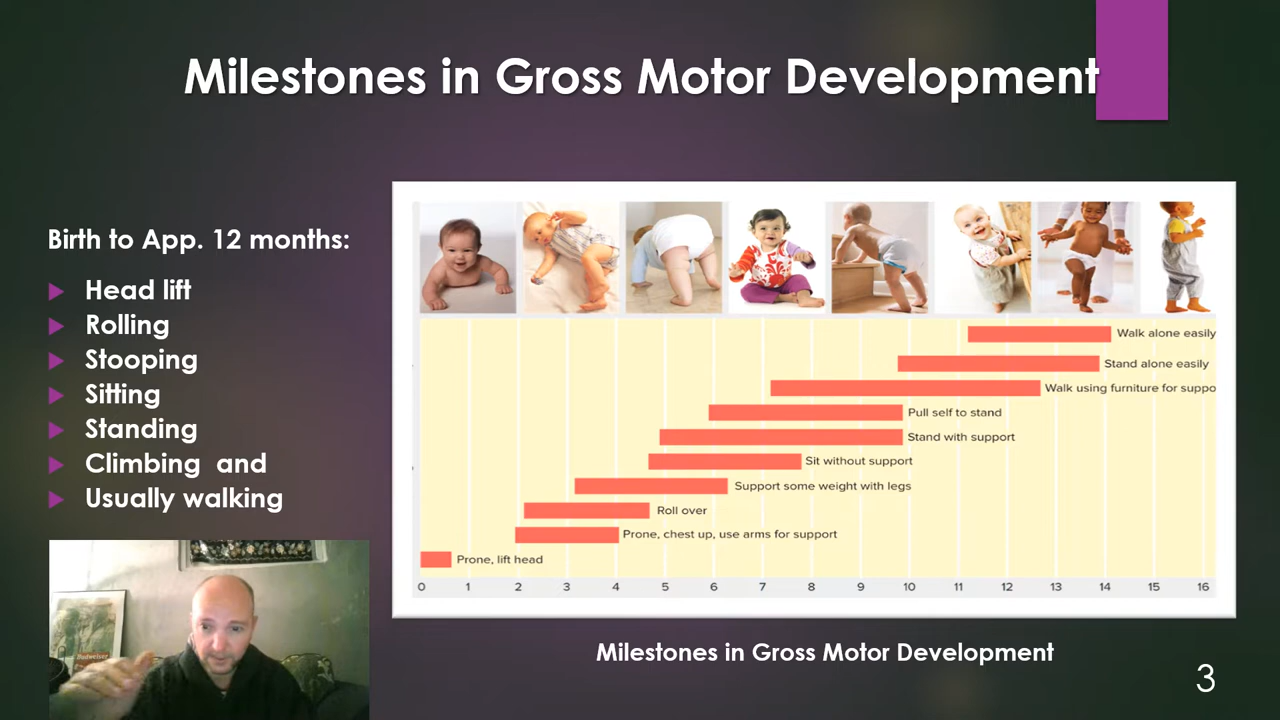 Milestones in Gross Motor Development
Birth to App. 12 months:
Head lift
Rolling
Stooping
Sitting
Standing
Climbing and
Usually walking
Walk alone easily
Stand alone easily
Walk using furniture for suppo
Pull self to stand
Stand with support
Sit without support
Support some weight with legs
Roll over
Prone, chest up, use arms for support
Prone, lift head
0 1 2 3 4 5 6 7 8 9 10 11 12 13 14 15 16
Milestones in Gross Motor Development
Budweiser
3